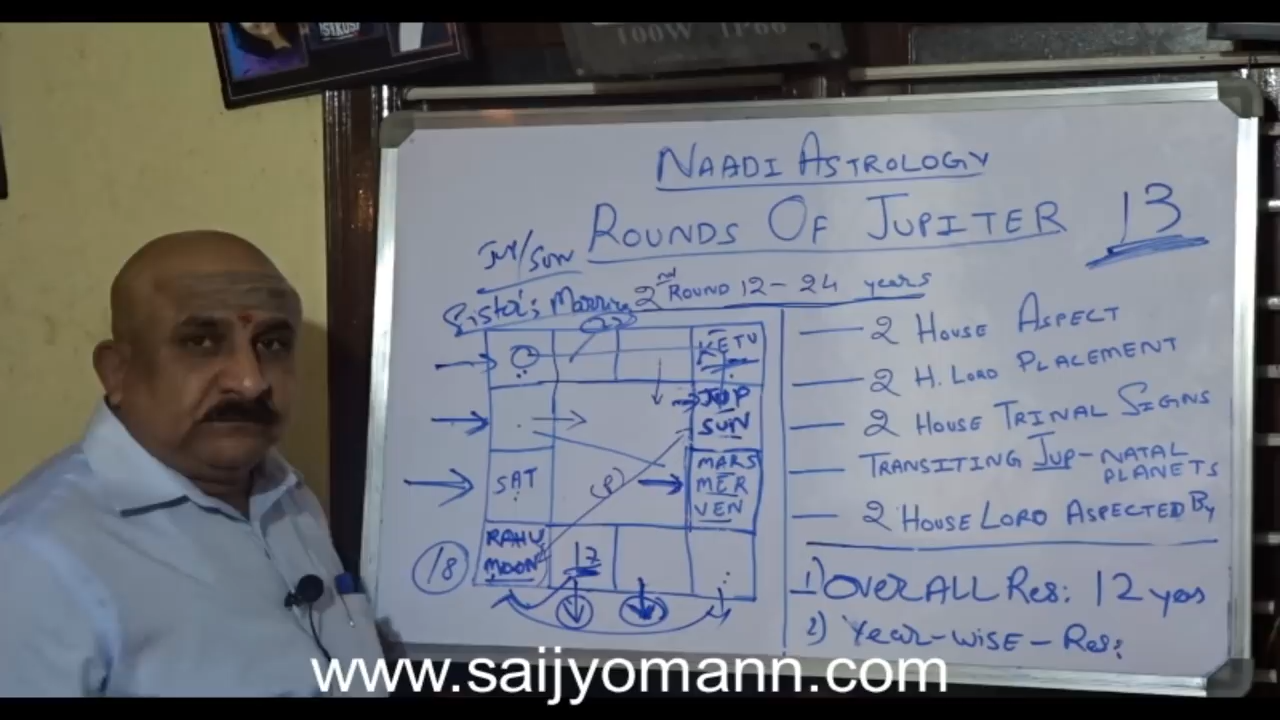 100W IP66
NAADI ASTROLOGY
ROUNDS OF JUPITER 13
JUP/SUN
Sister's Marriage
2nd ROUND 12-24 years
KETU
JUP
SUN
SAT
MARS
MER
VEN
RAHU
MOON
17
18
(P)
2 HOUSE ASPECT
2 H. LORD PLACEMENT
2 HOUSE TRINAL SIGNS
TRANSITING JUP-NATAL
PLANETS
2 HOUSE LORD ASPECTED By
1) OVERALL Res: 12 yrs
2) Year-wise-Res:
www.saijyomann.com